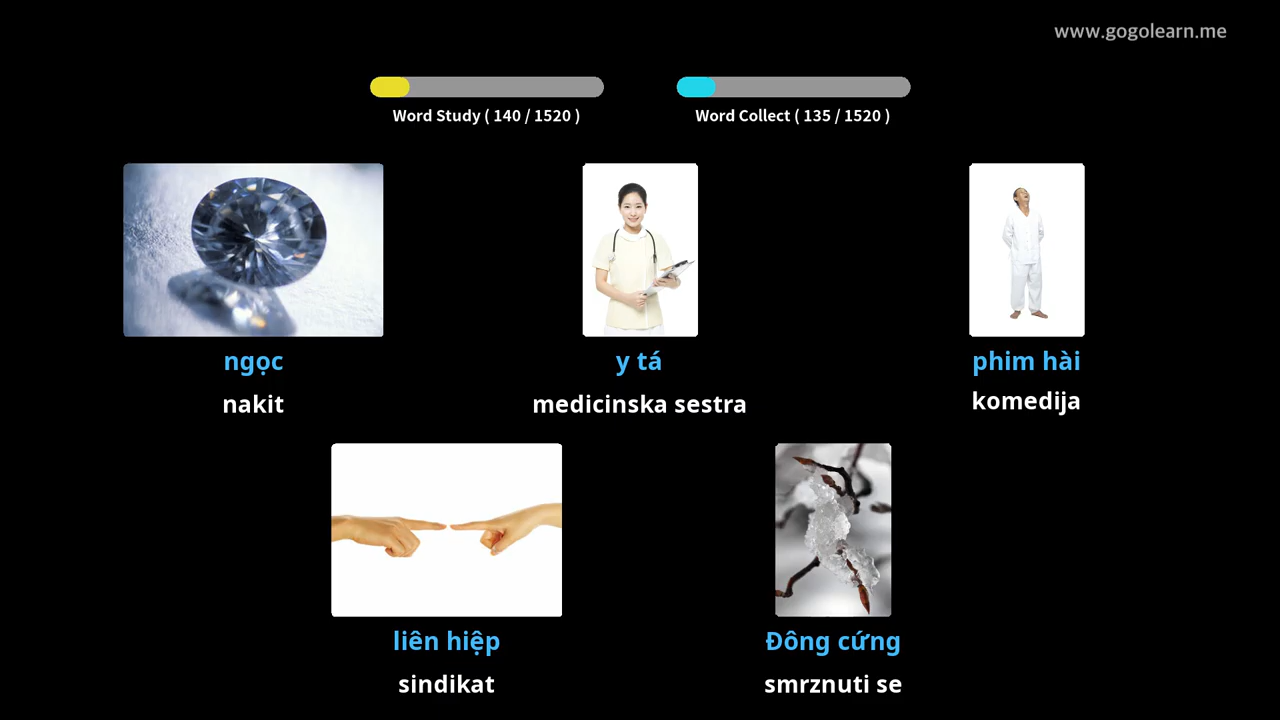 www.gogolearn.me
Word Study ( 140 / 1520 )
Word Collect ( 135 / 1520 )
ngọc
y tá
phim hài
nakit
medicinska sestra
komedija
liên hiệp
Đông cứng
sindikat
smrznuti se